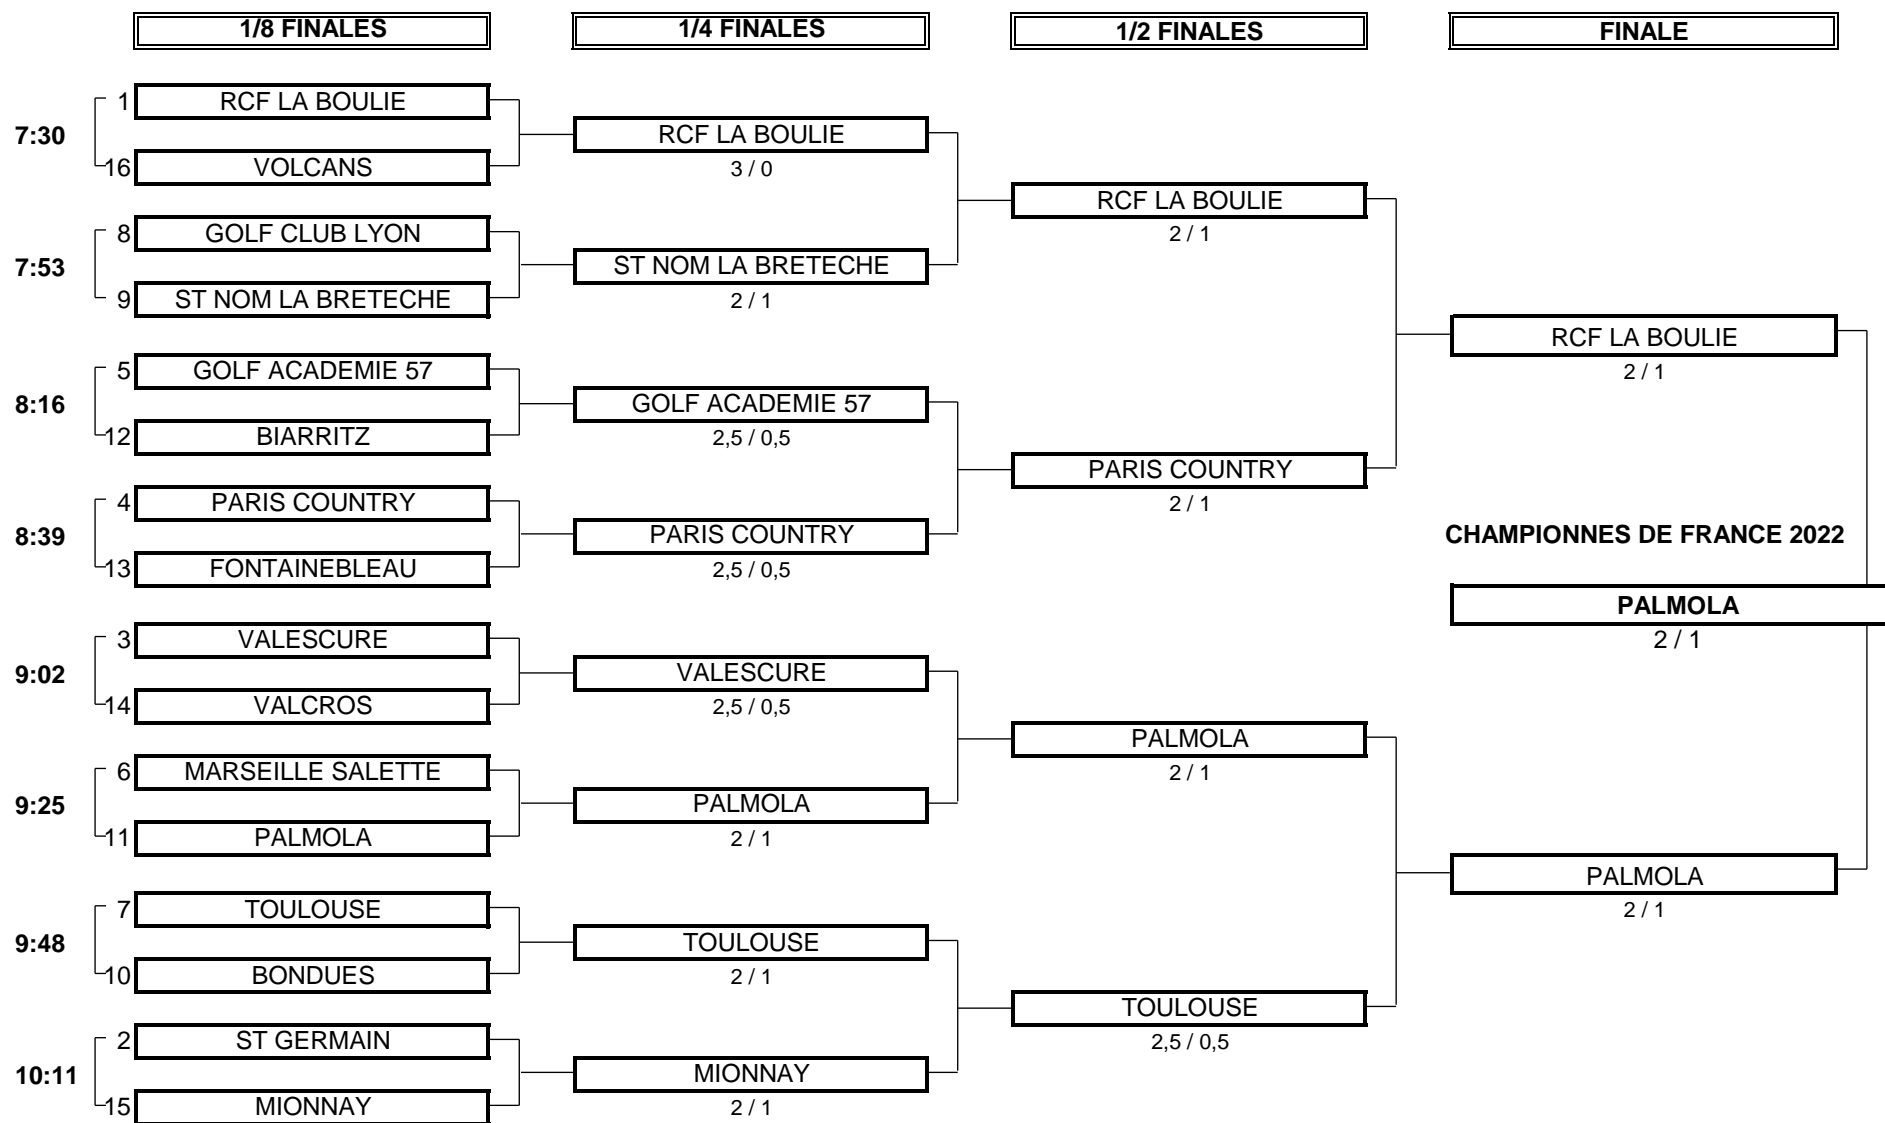 1/8 FINALES
1/4 FINALES
1/2 FINALES
FINALE
7:30
1 RCF LA BOULIE
16 VOLCANS
7:53
8 GOLF CLUB LYON
9 ST NOM LA BRETECHE
8:16
5 GOLF ACADEMIE 57
12 BIARRITZ
8:39
4 PARIS COUNTRY
13 FONTAINEBLEAU
9:02
3 VALESCURE
14 VALCROS
9:25
6 MARSEILLE SALETTE
11 PALMOLA
9:48
7 TOULOUSE
10 BONDUES
10:11
2 ST GERMAIN
15 MIONNAY
RCF LA BOULIE
3 / 0
ST NOM LA BRETECHE
2 / 1
GOLF ACADEMIE 57
2,5 / 0,5
PARIS COUNTRY
2,5 / 0,5
VALESCURE
2,5 / 0,5
PALMOLA
2 / 1
TOULOUSE
2 / 1
MIONNAY
2 / 1
RCF LA BOULIE
2 / 1
PARIS COUNTRY
2 / 1
PALMOLA
2 / 1
TOULOUSE
2,5 / 0,5
RCF LA BOULIE
2 / 1
CHAMPIONNES DE FRANCE 2022
PALMOLA
2 / 1
PALMOLA
2 / 1